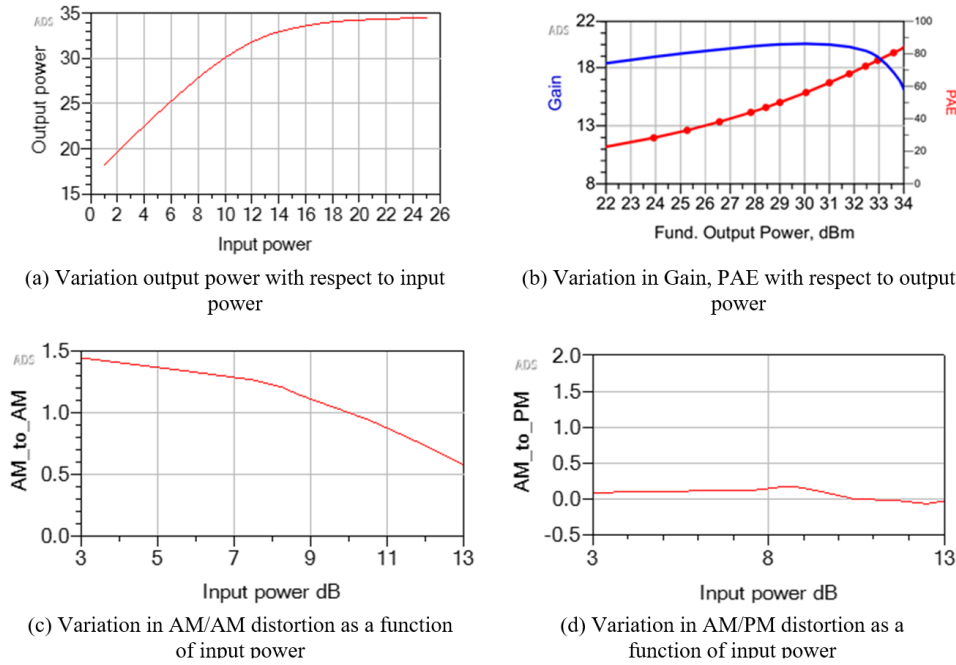 ADS
Output power
35
30
25
20
15
0 2 4 6 8 10 12 14 16 18 20 22 24 26
Input power
(a) Variation output power with respect to input
power
ADS
Gain
22
18
13
8
PAE
100
80
60
40
20
0
22 23 24 25 26 27 28 29 30 31 32 33 34
Fund. Output Power, dBm
(b) Variation in Gain, PAE with respect to output
power
ADS
AM_to_AM
1.5
1.0
0.5
0.0
3 5 7 9 11 13
Input power dB
(c) Variation in AM/AM distortion as a function
of input power
ADS
AM_to_PM
2.0
1.5
1.0
0.5
0.0
-0.5
3 8 13
Input power dB
(d) Variation in AM/PM distortion as a
function of input power